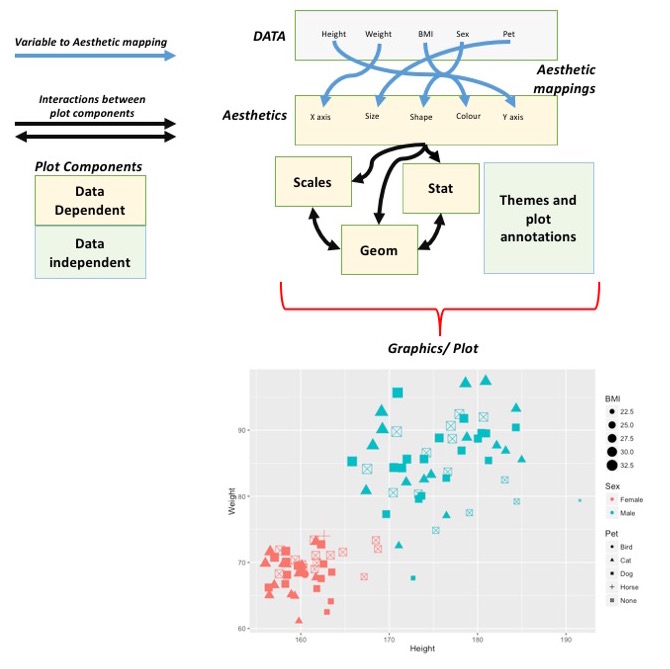 DATA
Height Weight BMI Sex Pet
Variable to Aesthetic mapping
Aesthetic
mappings
Interactions between
plot components
Aesthetics
X axis Size Shape Colour Y axis
Plot Components
Data
Dependent
Data
independent
Scales
Stat
Geom
Themes and
plot
annotations
Graphics/ Plot
Weight
90
80
70
60
160 170 180 190
Height
BMI
22.5
25.0
27.5
30.0
32.5
Sex
Female
Male
Pet
Bird
Cat
Dog
Horse
None